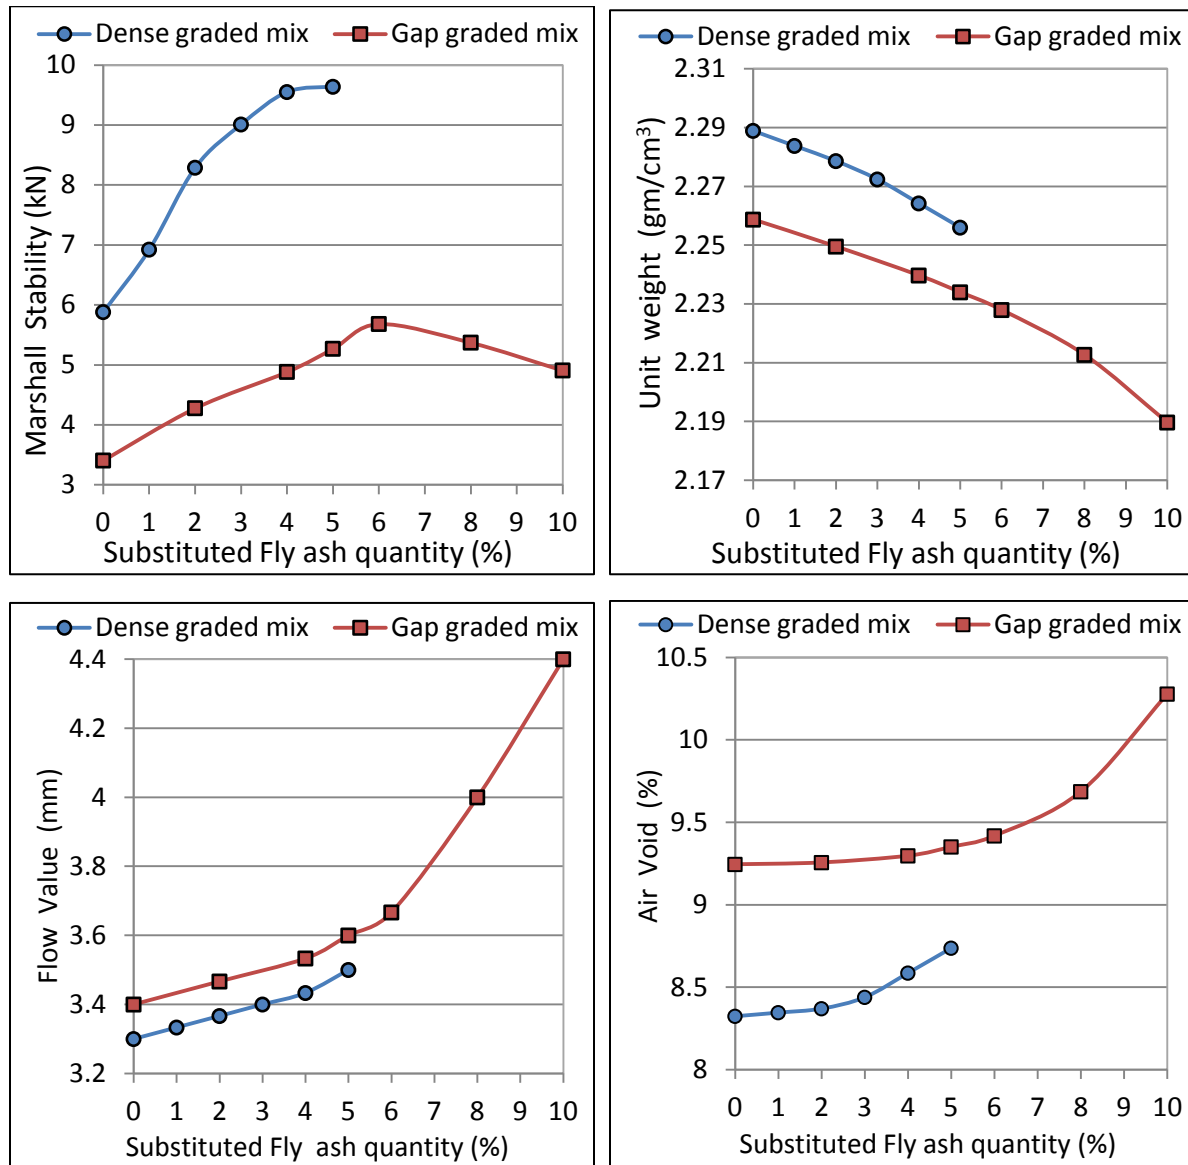 Dense graded mix Gap graded mix
10
9
8
7
6
5
4
3
Marshall Stability (kN)
0 1 2 3 4 5 6 7 8 9 10
Substituted Fly ash quantity (%)
Dense graded mix Gap graded mix
2.31
2.29
2.27
2.25
2.23
2.21
2.19
2.17
Unit weight (gm/cm³)
0 1 2 3 4 5 6 7 8 9 10
Substituted Fly ash quantity (%)
Dense graded mix Gap graded mix
4.4
4.2
4
3.8
3.6
3.4
3.2
Flow Value (mm)
0 1 2 3 4 5 6 7 8 9 10
Substituted Fly ash quantity (%)
Dense graded mix Gap graded mix
10.5
10
9.5
9
8.5
8
Air Void (%)
0 1 2 3 4 5 6 7 8 9 10
Substituted Fly ash quantity (%)